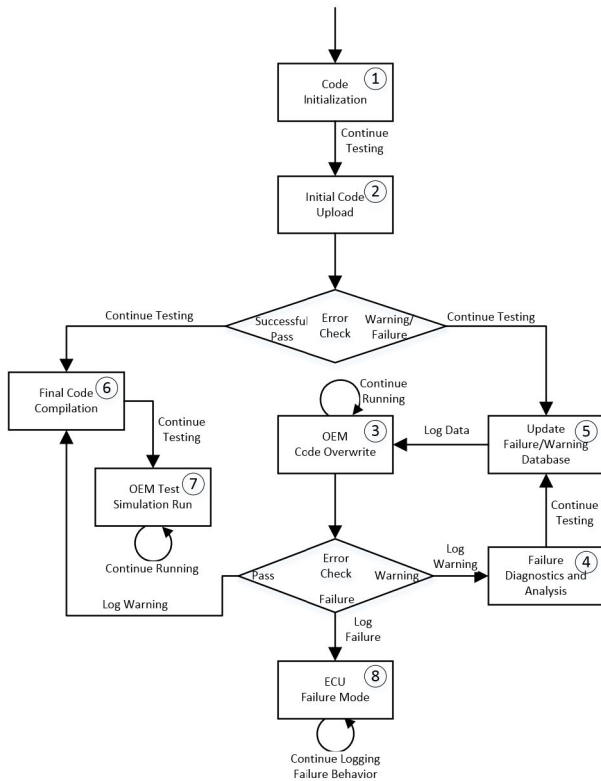 Code
Initialization
1
Continue
Testing
Initial Code
Upload
2
Continue Testing
Successful
Pass
Error
Check
Warning/
Failure
Continue Testing
Final Code
Compilation
6
Continue
Testing
OEM Test
Simulation Run
7
Continue Running
Continue
Running
OEM
Code Overwrite
3
Log Data
Update
Failure/Warning
Database
5
Continue
Testing
Pass
Error
Check
Warning
Failure
Log
Warning
Failure
Diagnostics and
Analysis
4
Log Warning
Log
Failure
ECU
Failure Mode
8
Continue Logging
Failure Behavior